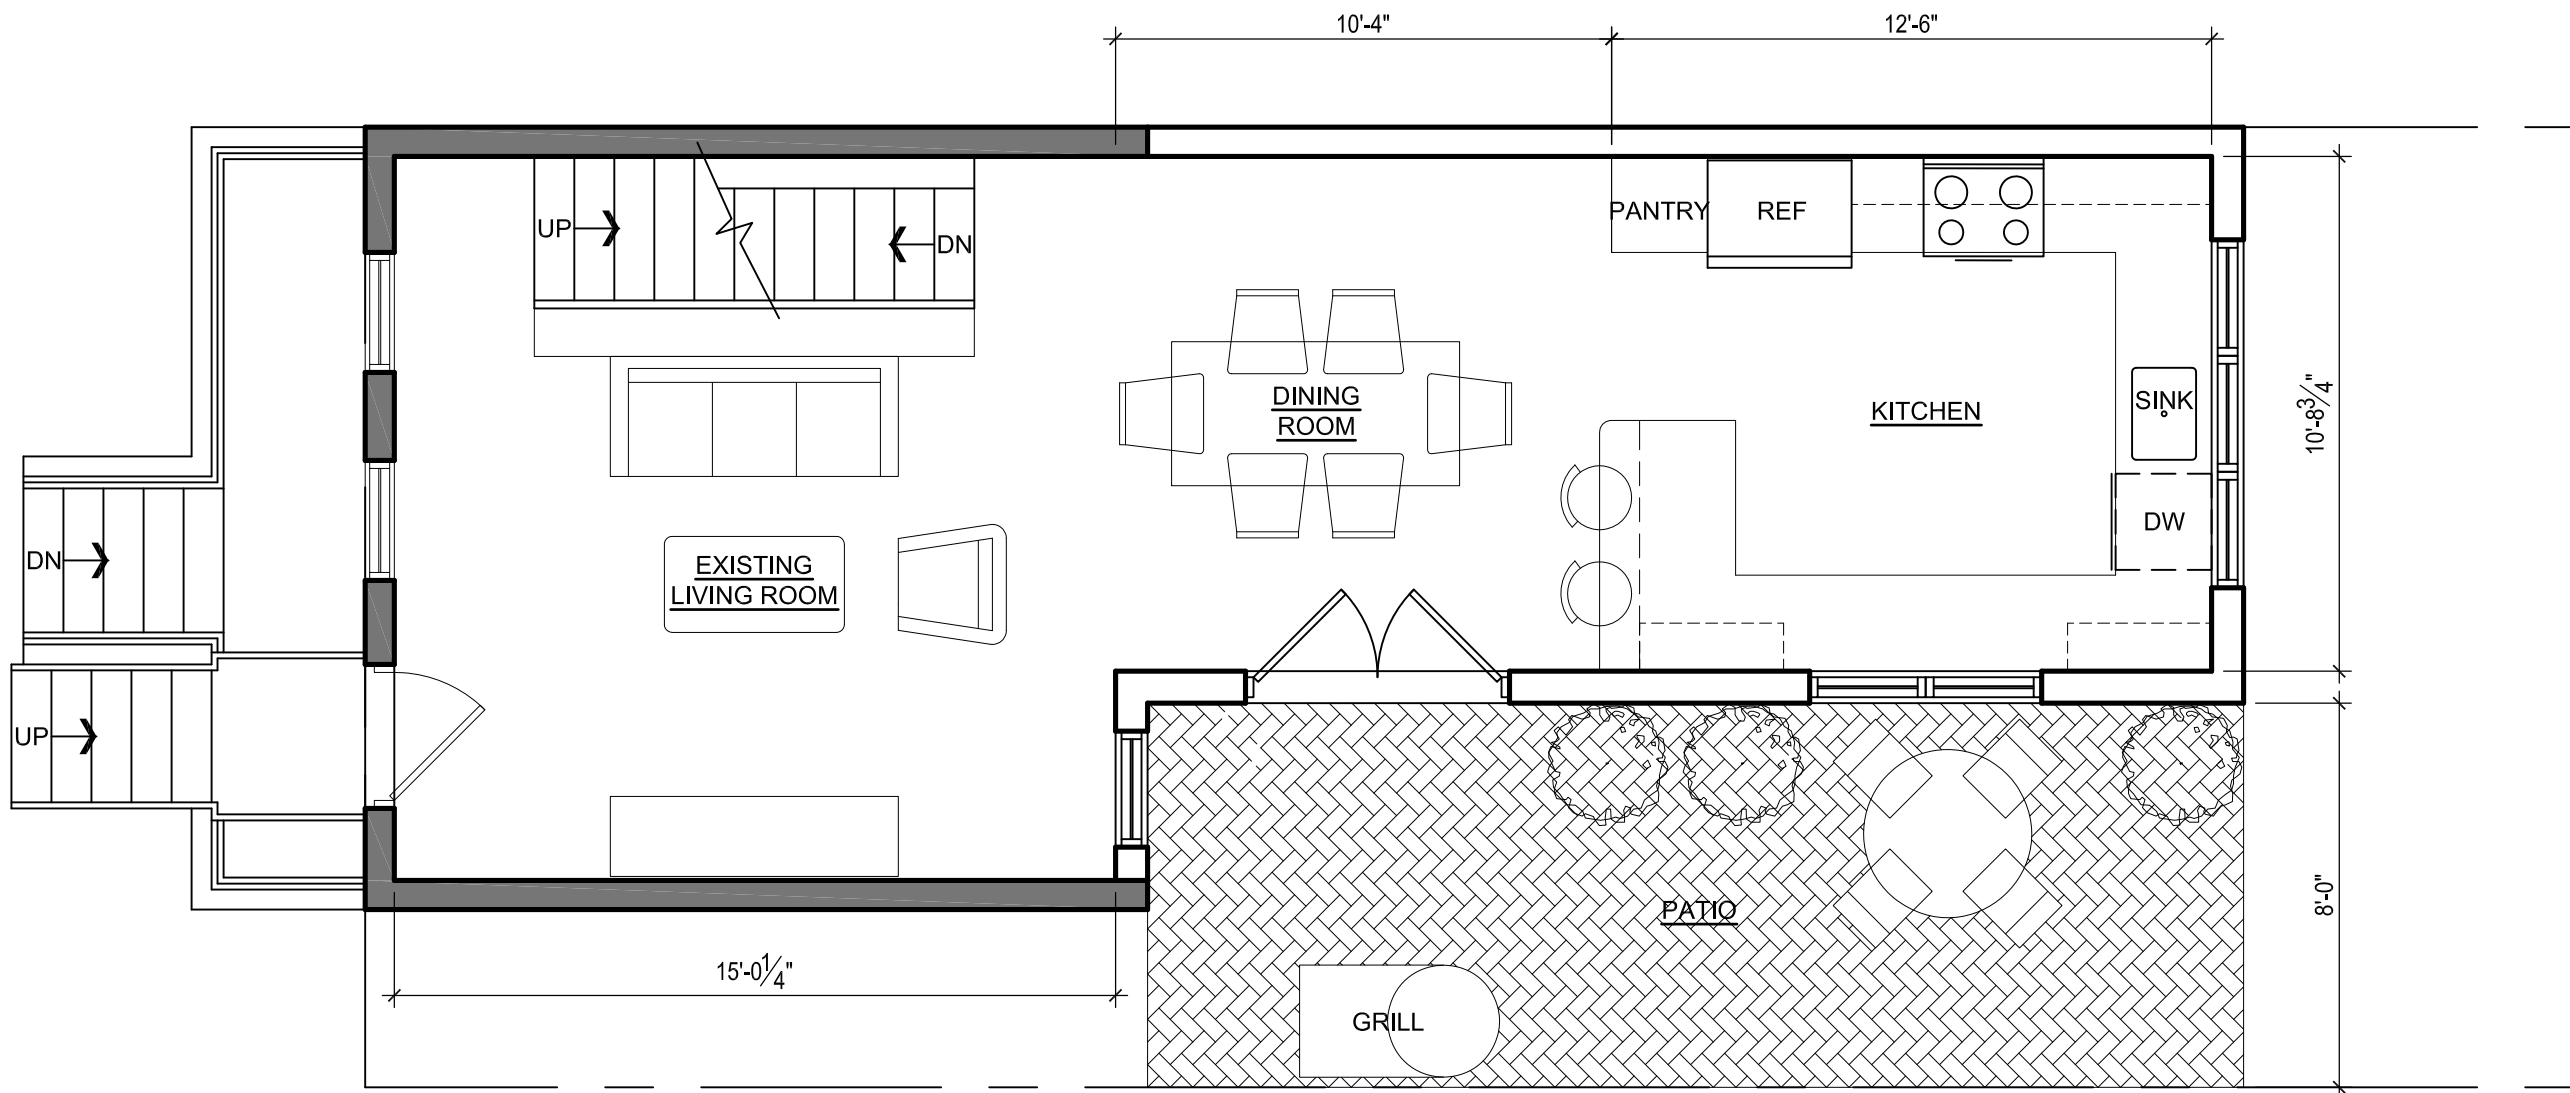 10'-4"
12'-6"
UP
DN
PANTRY
REF
DINING
ROOM
KITCHEN
SINK
10'-8 3/4"
DW
DN
EXISTING
LIVING ROOM
UP
PATIO
8'-0"
15'-0 1/4"
GRILL